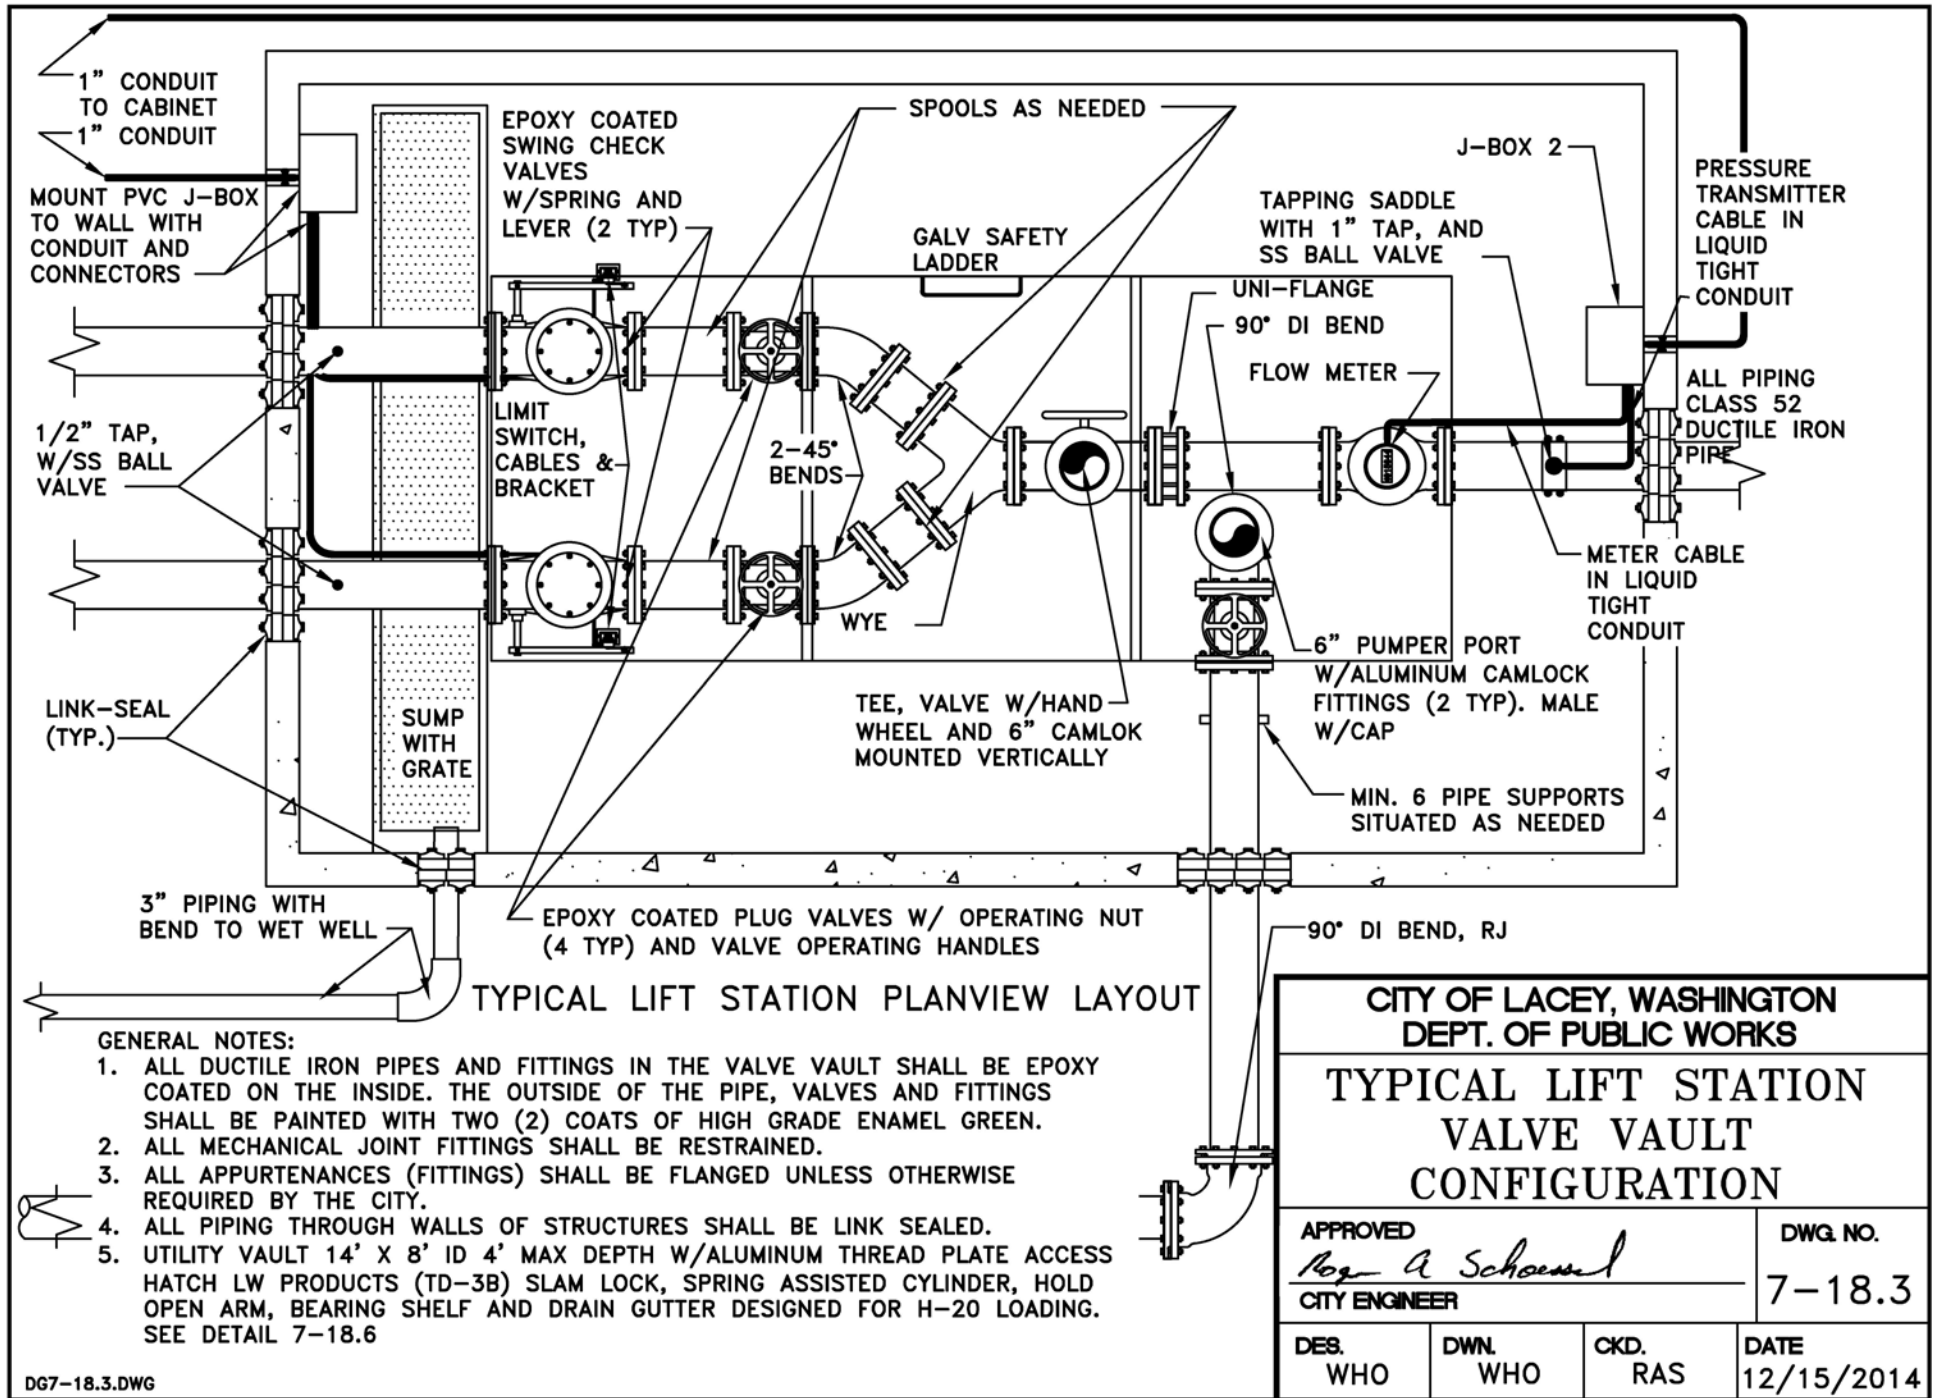 1” CONDUIT
TO CABINET
1” CONDUIT
MOUNT PVC J-BOX
TO WALL WITH
CONDUIT AND
CONNECTORS
EPOXY COATED
SWING CHECK
VALVES
W/SPRING AND
LEVER (2 TYP)
SPOOLS AS NEEDED
GALV SAFETY
LADDER
J-BOX 2
TAPPING SADDLE
WITH 1” TAP, AND
SS BALL VALVE
PRESSURE
TRANSMITTER
CABLE IN
LIQUID
TIGHT
CONDUIT
UNI-FLANGE
90° DI BEND
FLOW METER
ALL PIPING
CLASS 52
DUCTILE IRON
PIPE
1/2” TAP,
W/SS BALL
VALVE
LIMIT
SWITCH,
CABLES &
BRACKET
2-45°
BENDS
WYE
METER CABLE
IN LIQUID
TIGHT
CONDUIT
6” PUMPER PORT
W/ALUMINUM CAMLOCK
FITTINGS (2 TYP). MALE
W/CAP
LINK-SEAL
(TYP.)
SUMP
WITH
GRATE
TEE, VALVE W/HAND
WHEEL AND 6” CAMLOK
MOUNTED VERTICALLY
MIN. 6 PIPE SUPPORTS
SITUATED AS NEEDED
3” PIPING WITH
BEND TO WET WELL
EPOXY COATED PLUG VALVES W/ OPERATING NUT
(4 TYP) AND VALVE OPERATING HANDLES
90° DI BEND, RJ
TYPICAL LIFT STATION PLANVIEW LAYOUT
GENERAL NOTES:
1. ALL DUCTILE IRON PIPES AND FITTINGS IN THE VALVE VAULT SHALL BE EPOXY
COATED ON THE INSIDE. THE OUTSIDE OF THE PIPE, VALVES AND FITTINGS
SHALL BE PAINTED WITH TWO (2) COATS OF HIGH GRADE ENAMEL GREEN.
2. ALL MECHANICAL JOINT FITTINGS SHALL BE RESTRAINED.
3. ALL APPURTENANCES (FITTINGS) SHALL BE FLANGED UNLESS OTHERWISE
REQUIRED BY THE CITY.
4. ALL PIPING THROUGH WALLS OF STRUCTURES SHALL BE LINK SEALED.
5. UTILITY VAULT 14’ X 8’ ID 4’ MAX DEPTH W/ALUMINUM THREAD PLATE ACCESS
HATCH LW PRODUCTS (TD-3B) SLAM LOCK, SPRING ASSISTED CYLINDER, HOLD
OPEN ARM, BEARING SHELF AND DRAIN GUTTER DESIGNED FOR H-20 LOADING.
SEE DETAIL 7-18.6
DG7-18.3.DWG
CITY OF LACEY, WASHINGTON
DEPT. OF PUBLIC WORKS
TYPICAL LIFT STATION
VALVE VAULT
CONFIGURATION
APPROVED
Roger A Schoessel
CITY ENGINEER
DWG. NO.
7-18.3
DES.
WHO
DWN.
WHO
CKD.
RAS
DATE
12/15/2014